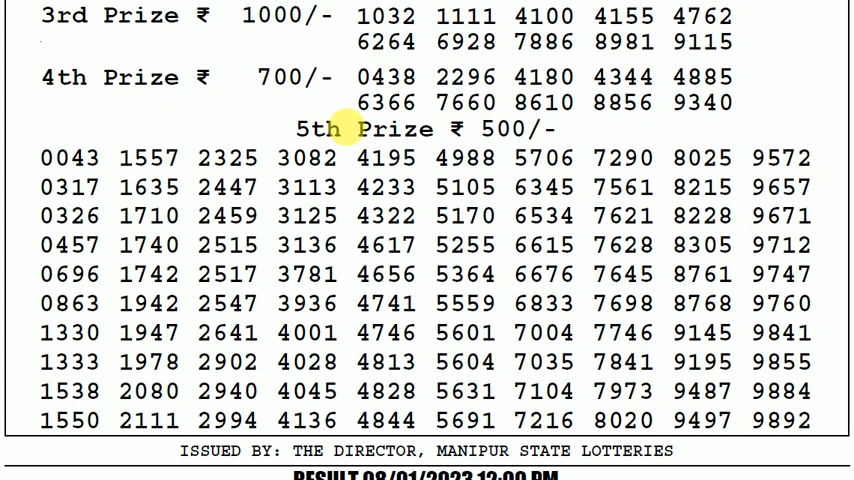 3rd Prize ₹ 1000/- 1032 1111 4100 4155 4762
6264 6928 7886 8981 9115
4th Prize ₹ 700/- 0438 2296 4180 4344 4885
6366 7660 8610 8856 9340
5th Prize ₹ 500/-
0043 1557 2325 3082 4195 4988 5706 7290 8025 9572
0317 1635 2447 3113 4233 5105 6345 7561 8215 9657
0326 1710 2459 3125 4322 5170 6534 7621 8228 9671
0457 1740 2515 3136 4617 5255 6615 7628 8305 9712
0696 1742 2517 3781 4656 5364 6676 7645 8761 9747
0863 1942 2547 3936 4741 5559 6833 7698 8768 9760
1330 1947 2641 4001 4746 5601 7004 7746 9145 9841
1333 1978 2902 4028 4813 5604 7035 7841 9195 9855
1538 2080 2940 4045 4828 5631 7104 7973 9487 9884
1550 2111 2994 4136 4844 5691 7216 8020 9497 9892
ISSUED BY: THE DIRECTOR, MANIPUR STATE LOTTERIES
RESULT 08/01/2023 12:00 PM